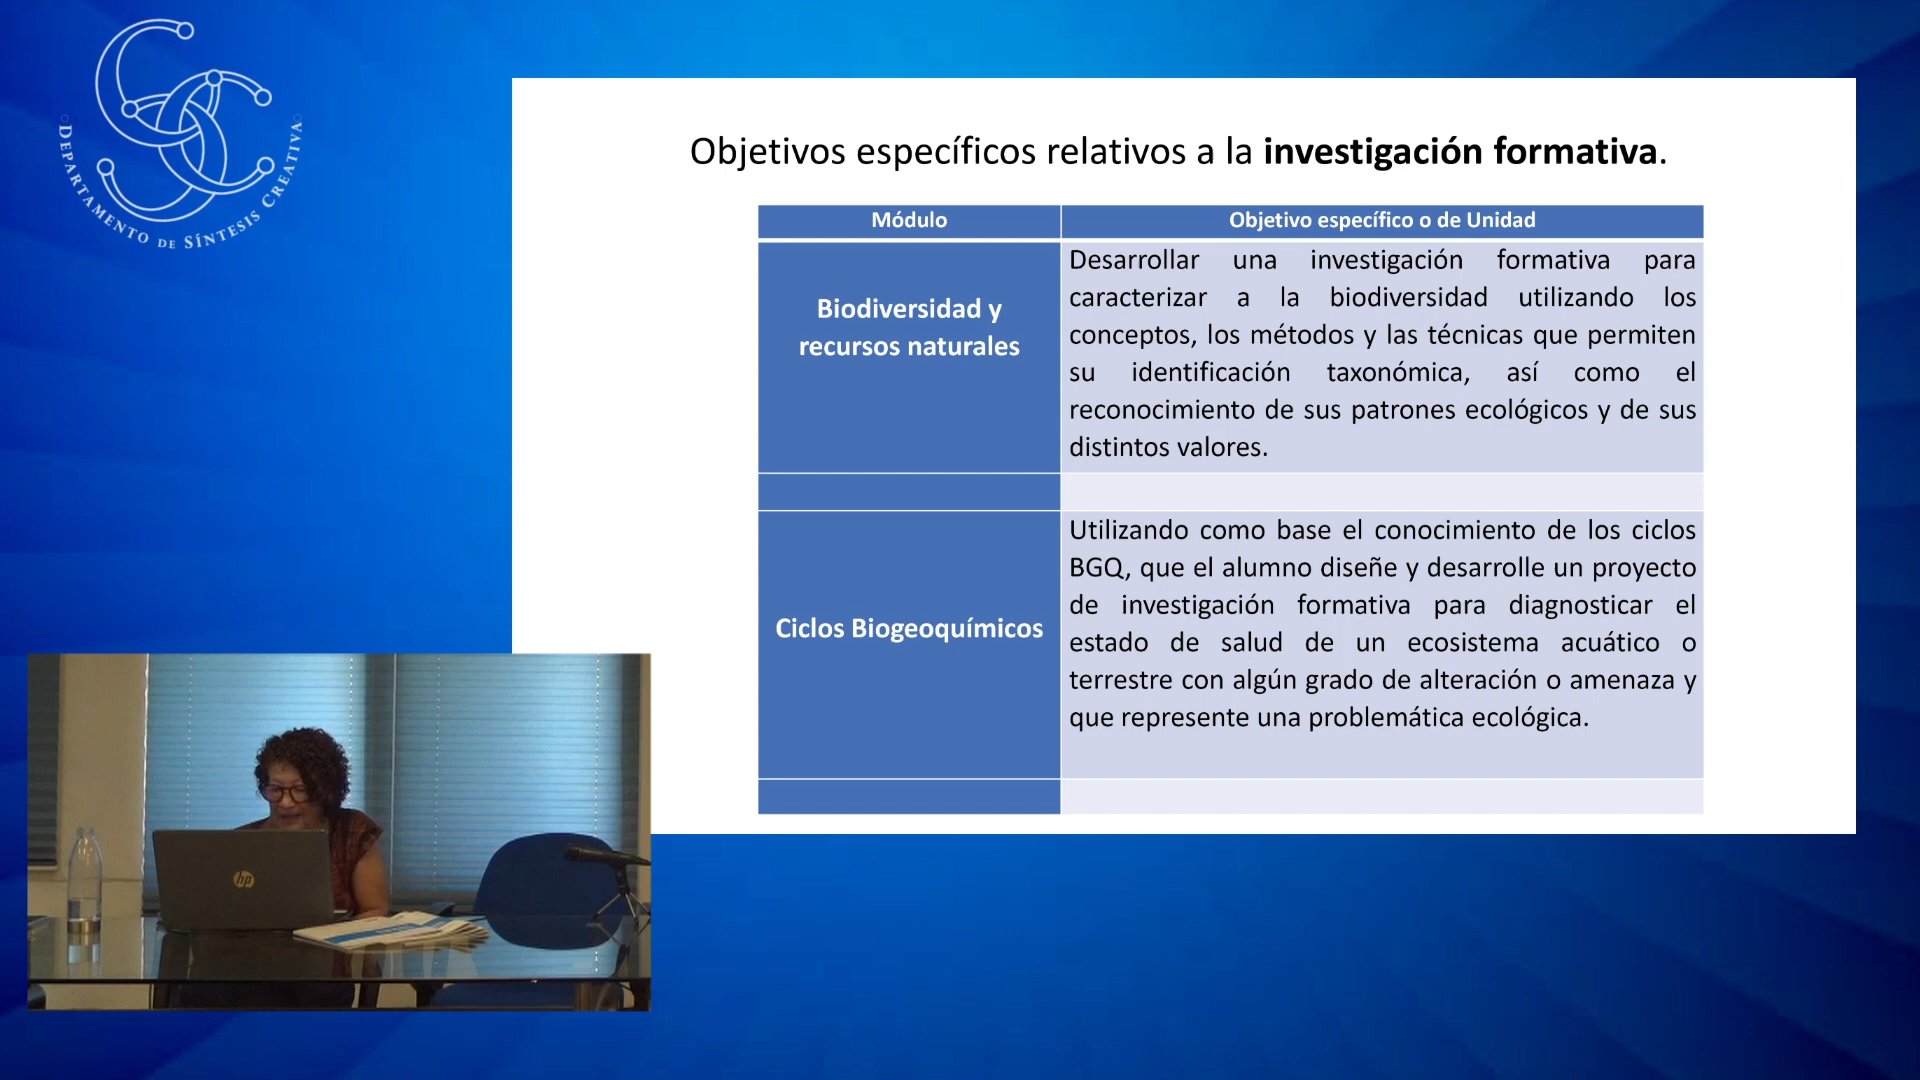 DEPARTAMENTO DE SÍNTESIS CREATIVA
Objetivos específicos relativos a la investigación formativa.
Módulo
Objetivo específico o de Unidad
Biodiversidad y
recursos naturales
Desarrollar una investigación formativa para
caracterizar a la biodiversidad utilizando los
conceptos, los métodos y las técnicas que permiten
su identificación taxonómica, así como el
reconocimiento de sus patrones ecológicos y de sus
distintos valores.
Ciclos Biogeoquímicos
Utilizando como base el conocimiento de los ciclos
BGQ, que el alumno diseñe y desarrolle un proyecto
de investigación formativa para diagnosticar el
estado de salud de un ecosistema acuático o
terrestre con algún grado de alteración o amenaza y
que represente una problemática ecológica.
hp